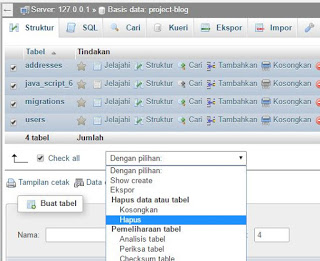 Server: 127.0.0.1 » Basis data: project-blog
Struktur SQL Cari Kueri Ekspor Impor
Tabel Tindakan
addresses Jelajahi Struktur Cari Tambahkan Kosongkan
java_script_6 Jelajahi Struktur Cari Tambahkan Kosongkan
migrations Jelajahi Struktur Cari Tambahkan Kosongkan
users Jelajahi Struktur Cari Tambahkan Kosongkan
4 tabel Jumlah
Check all Dengan pilihan:
Dengan pilihan:
Show create
Ekspor
Hapus data atau tabel
Kosongkan
Hapus
Pemeliharaan tabel
Analisis tabel
Periksa tabel
Checksum table
Tampilan cetak Data
Buat tabel
Nama: : 4